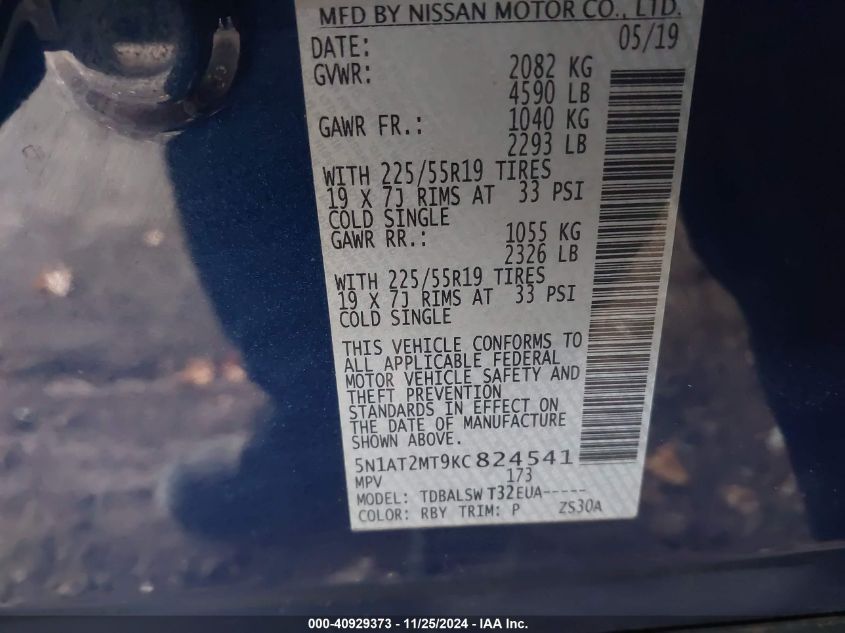 MFD BY NISSAN MOTOR CO., LTD.
DATE: 05/19
GVWR: 2082 KG
4590 LB
GAWR FR.: 1040 KG
2293 LB
WITH 225/55R19 TIRES
19 X 7J RIMS AT 33 PSI
COLD SINGLE
GAWR RR.: 1055 KG
2326 LB
WITH 225/55R19 TIRES
19 X 7J RIMS AT 33 PSI
COLD SINGLE
THIS VEHICLE CONFORMS TO
ALL APPLICABLE FEDERAL
MOTOR VEHICLE SAFETY AND
THEFT PREVENTION
STANDARDS IN EFFECT ON
THE DATE OF MANUFACTURE
SHOWN ABOVE.
5N1AT2MT9KC824541
MPV 173
MODEL: TDBALSW T32EUA-----
COLOR: RBY TRIM: P ZS30A
000-40929373 - 11/25/2024 - IAA Inc.